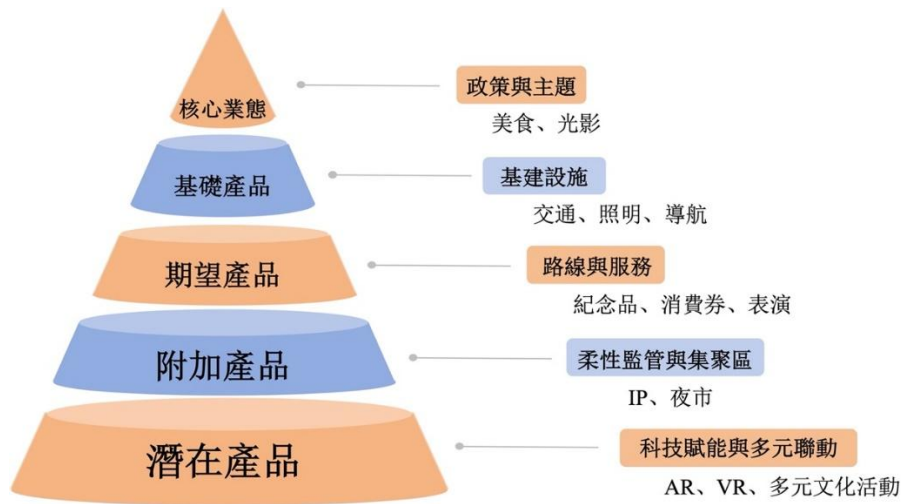 核心業態
政策與主題
美食、光影
基礎產品
基建設施
交通、照明、導航
期望產品
路線與服務
紀念品、消費券、表演
附加產品
柔性監管與集聚區
IP、夜市
潛在產品
科技賦能與多元聯動
AR、VR、多元文化活動